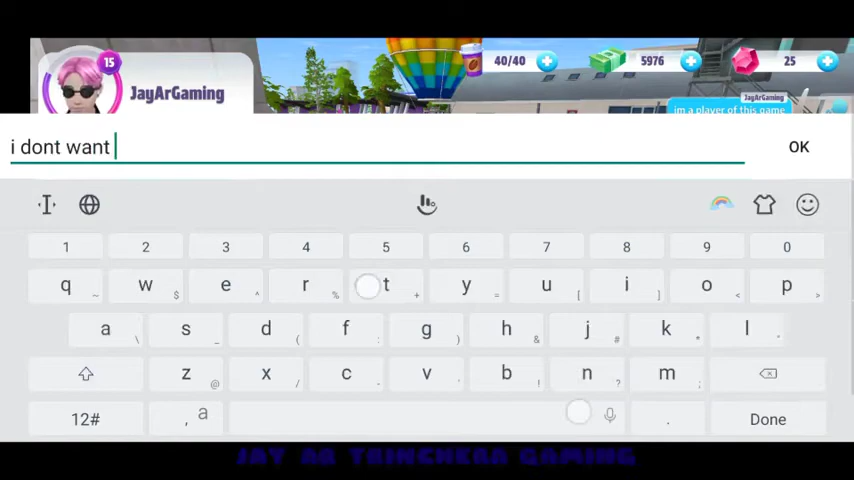 15
JayArGaming
40/40
5976
25
JayArGaming
im a player of this game
i dont want
OK
1 2 3 4 5 6 7 8 9 0
q ~ w $ e ^ r % t + y = u [ i ] o < p >
a \ s _ d ( f : g ) h & j # k * l
z @ x / c - v ' b ! n ? m ;
12# , a . Done
JAY AR TRINCHERA GAMING